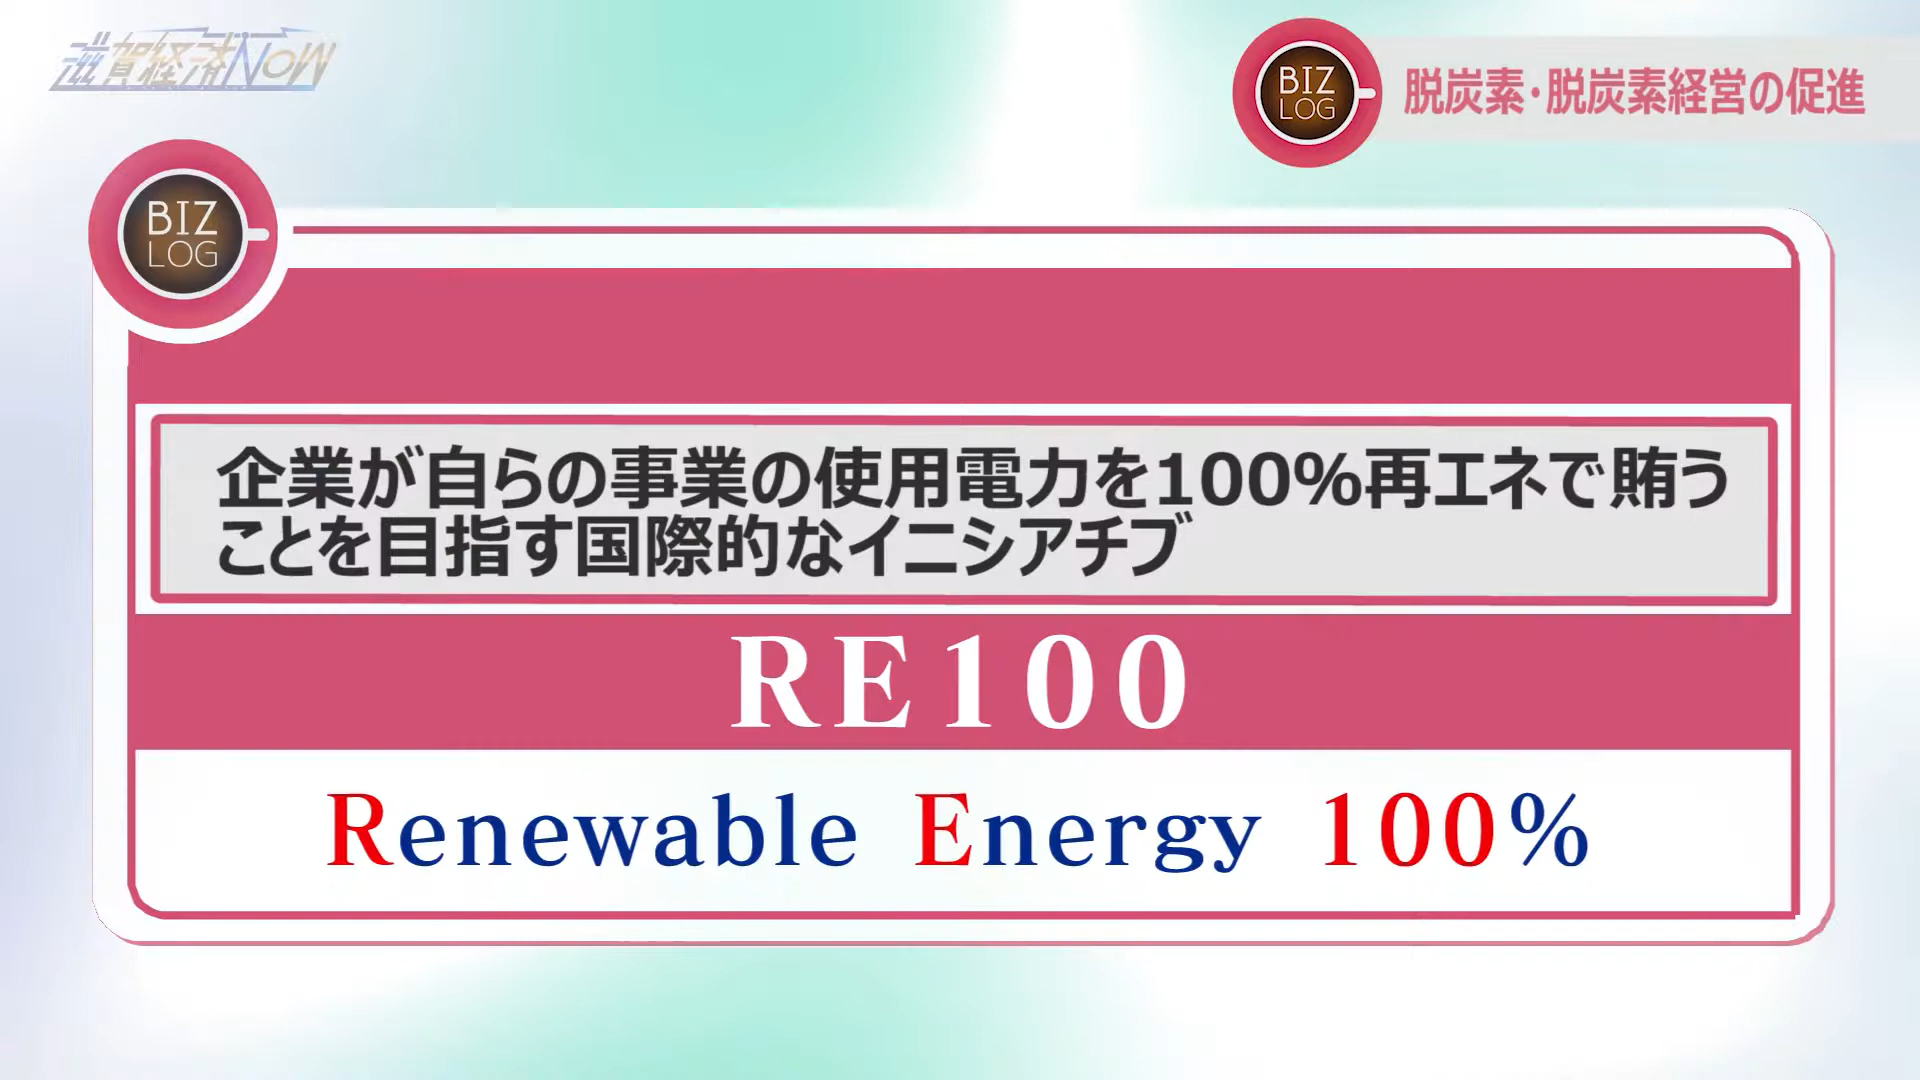 滋賀経済NOW
BIZ
LOG
脱炭素・脱炭素経営の促進
BIZ
LOG
企業が自らの事業の使用電力を100%再エネで賄う
ことを目指す国際的なイニシアチブ
RE100
Renewable Energy 100%